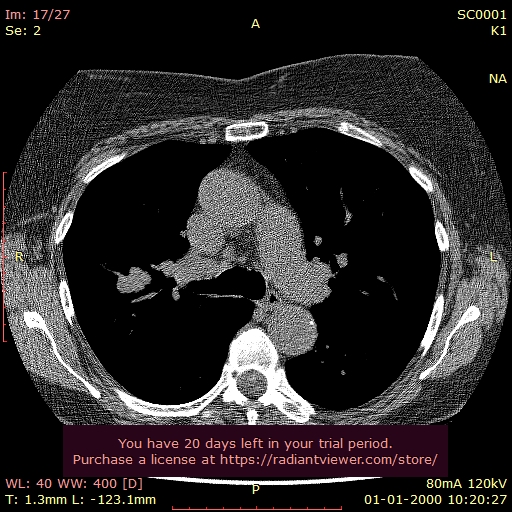 Im: 17/27
Se: 2
A
SC0001
K1
NA
R
L
You have 20 days left in your trial period.
Purchase a license at https://radiantviewer.com/store/
WL: 40 WW: 400 [D]
T: 1.3mm L: -123.1mm
P
80mA 120kV
01-01-2000 10:20:27